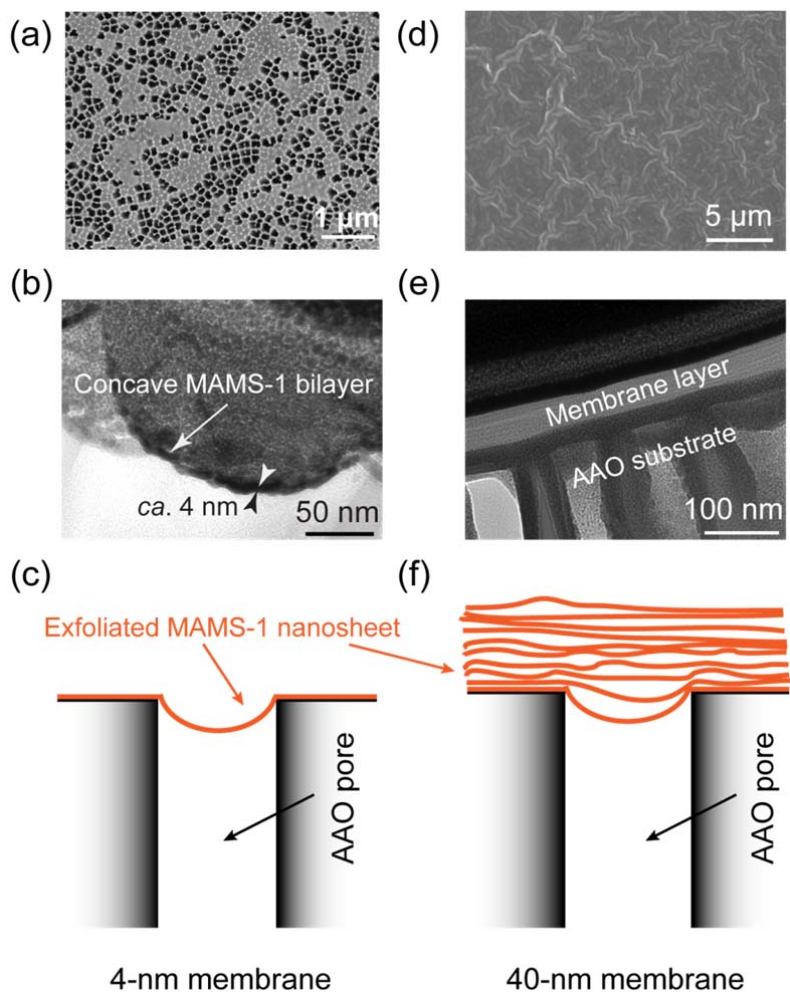 (a)
1 μm
(d)
5 μm
(b)
Concave MAMS-1 bilayer
ca. 4 nm
50 nm
(e)
Membrane layer
AAO substrate
100 nm
(c)
(f)
Exfoliated MAMS-1 nanosheet
AAO pore
AAO pore
4-nm membrane
40-nm membrane